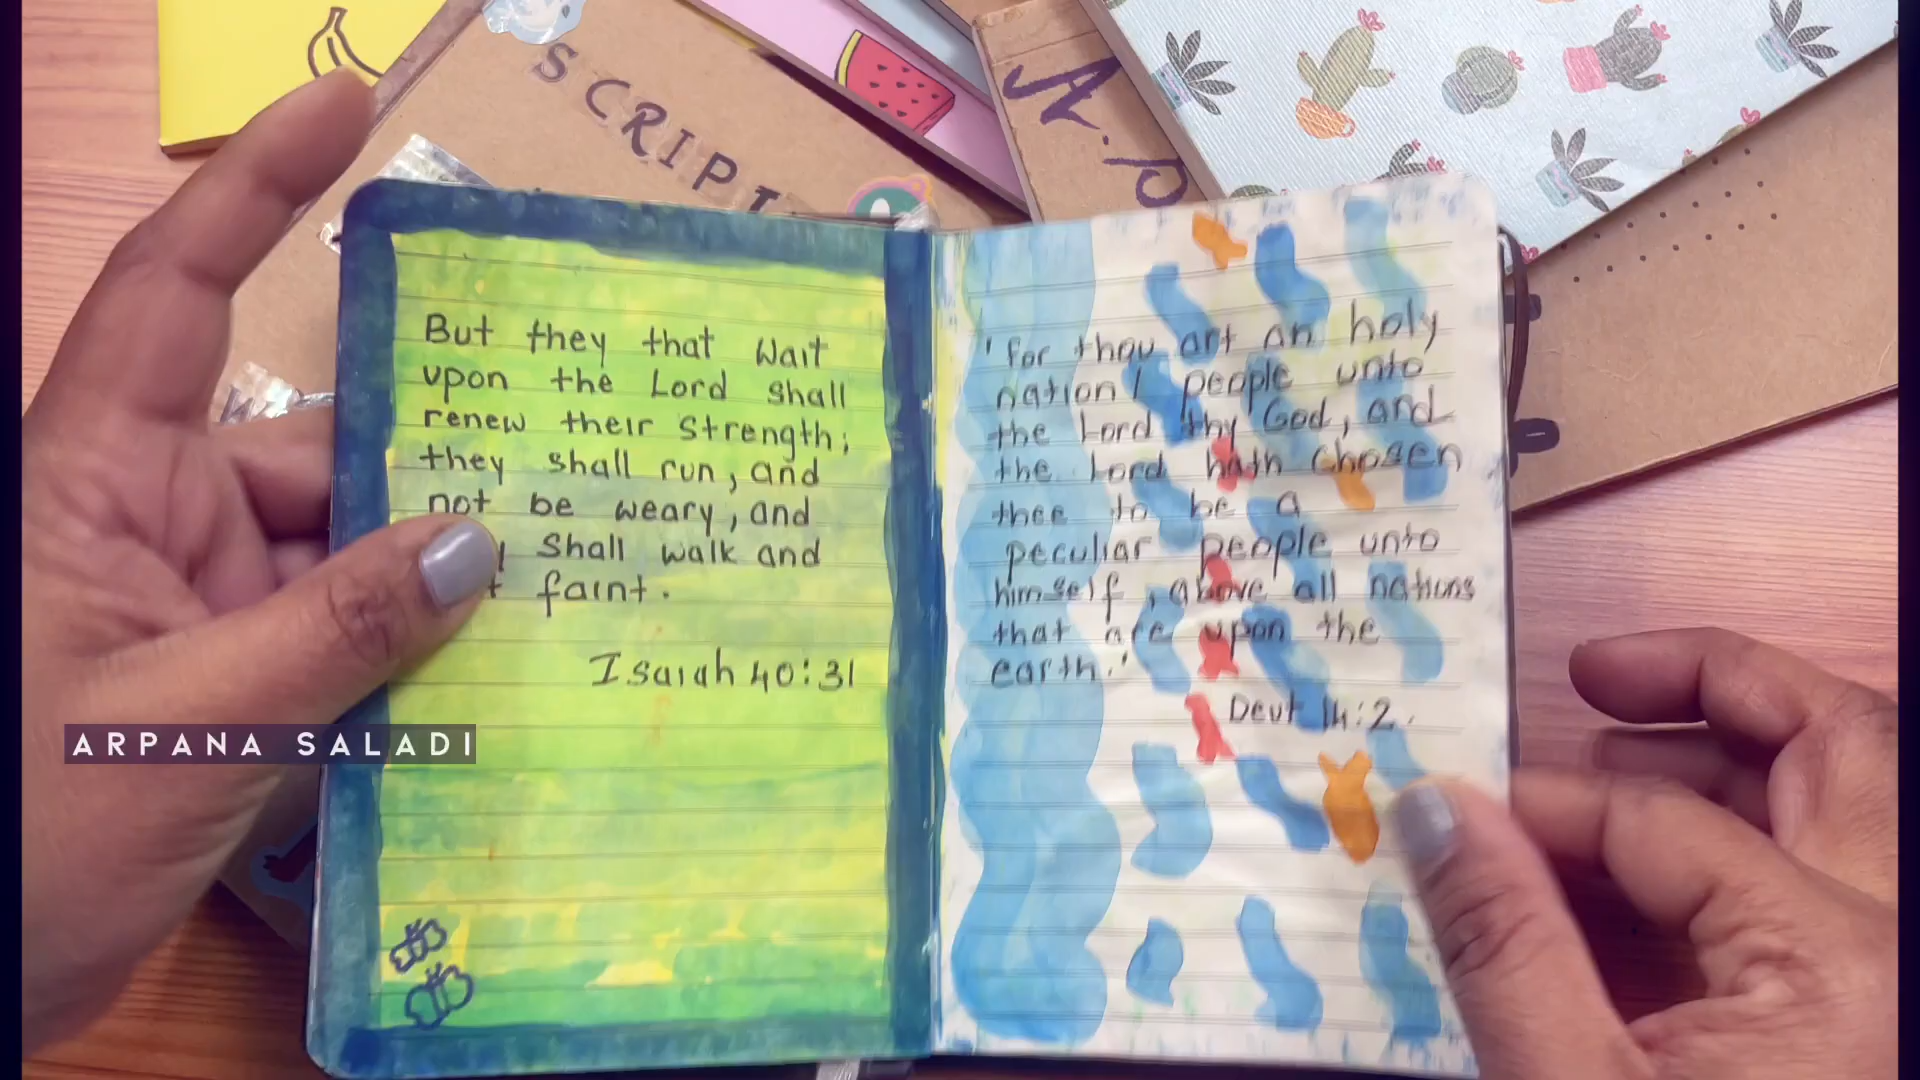 SCRIPT
A.P
But they that Wait
upon the Lord shall
renew their strength;
they shall run, and
not be weary, and
shall walk and
faint.
Isaiah 40:31
'For thou art an holy
nation/ people unto
the Lord thy God, and
the Lord hath chosen
thee to be a
peculiar people unto
himself, above all nations
that are upon the
earth.'
Deut 14:2.
ARPANA SALADI